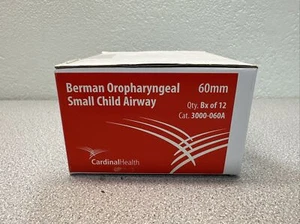 Berman Oropharyngeal 60mm
Small Child Airway Qty. Bx of 12
Cat. 3000-060A
CardinalHealth